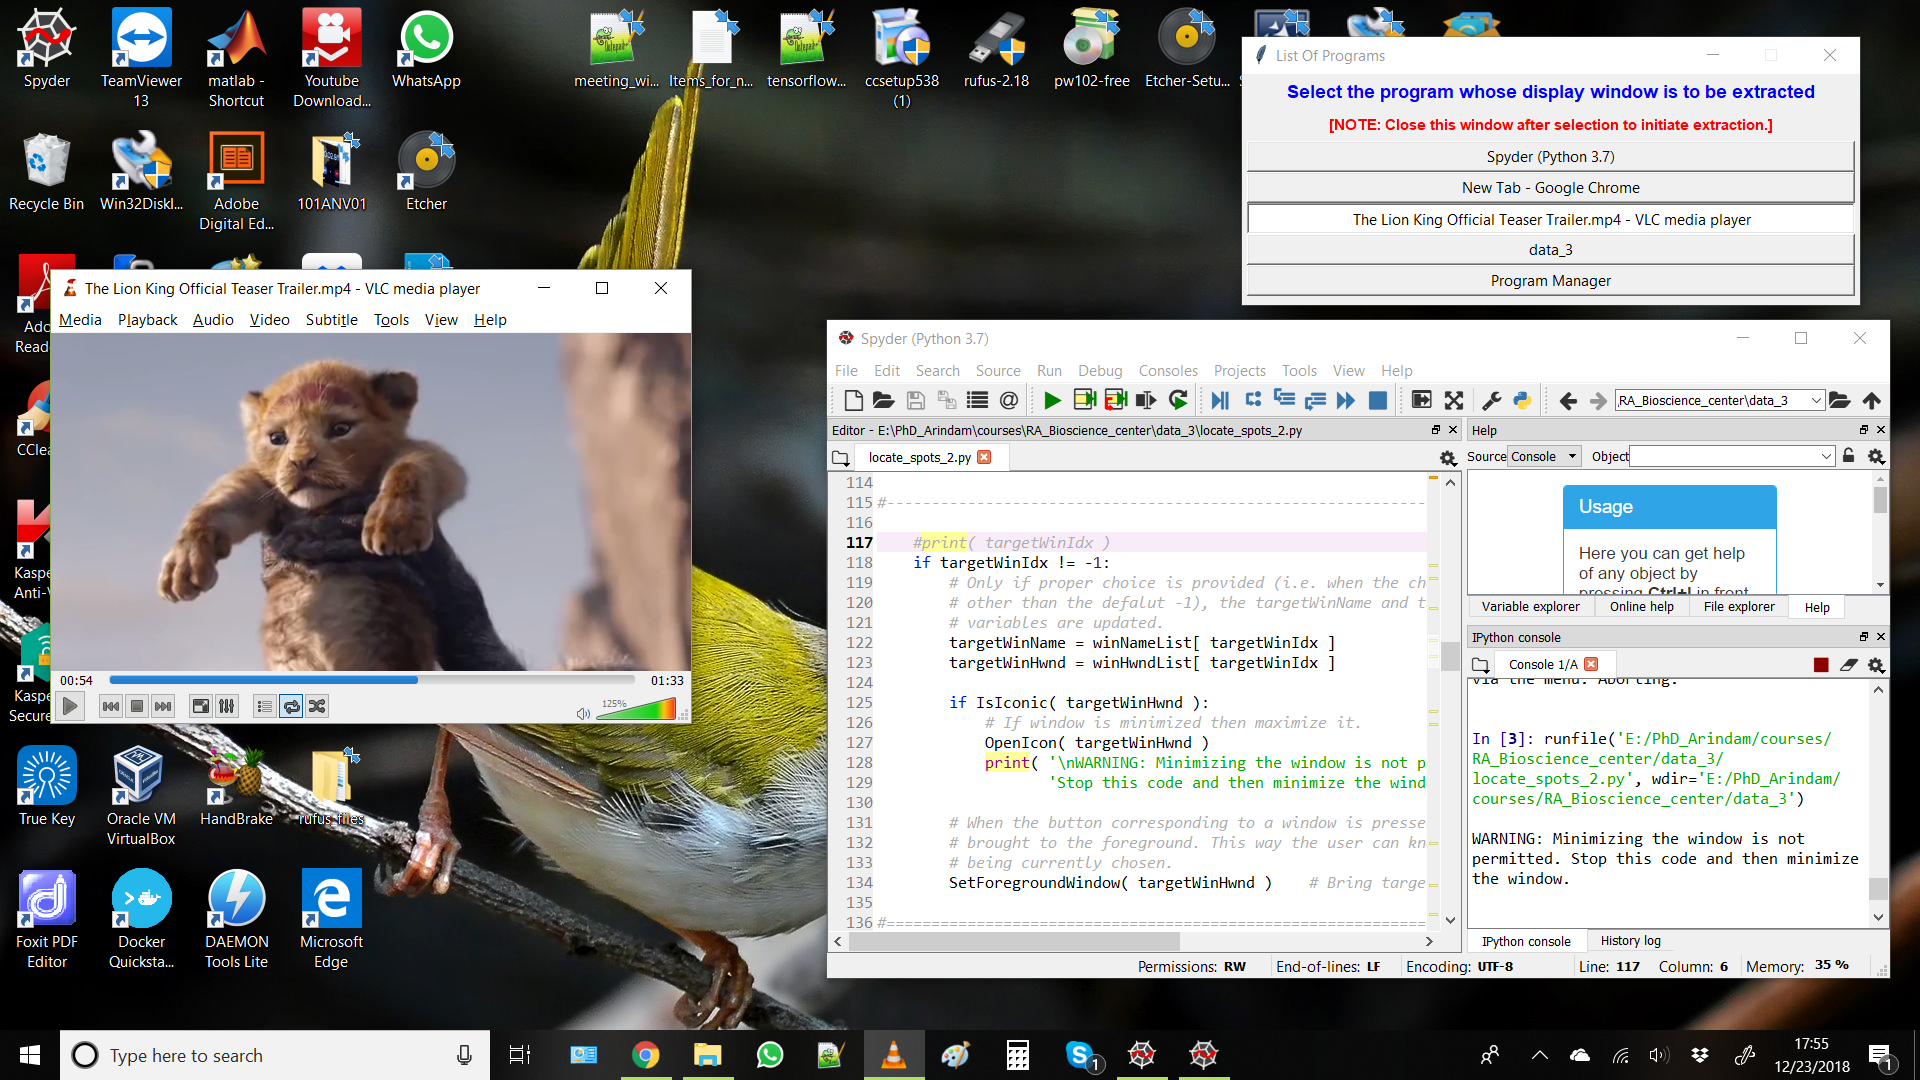 Spyder
TeamViewer 13
matlab - Shortcut
Youtube Download...
WhatsApp
meeting_wi...
Items_for_n...
tensorflow...
ccsetup538 (1)
rufus-2.18
pw102-free
Etcher-Setu...
Recycle Bin
Win32DiskI...
Adobe Digital Ed...
101ANV01
Etcher
List Of Programs
Select the program whose display window is to be extracted
[NOTE: Close this window after selection to initiate extraction.]
Spyder (Python 3.7)
New Tab - Google Chrome
The Lion King Official Teaser Trailer.mp4 - VLC media player
data_3
Program Manager
The Lion King Official Teaser Trailer.mp4 - VLC media player
Media Playback Audio Video Subtitle Tools View Help
00:54
01:33
125%
True Key
Oracle VM VirtualBox
HandBrake
rufus_files
Foxit PDF Editor
Docker Quicksta...
DAEMON Tools Lite
Microsoft Edge
Spyder (Python 3.7)
File Edit Search Source Run Debug Consoles Projects Tools View Help
RA_Bioscience_center\data_3
Editor - E:\PhD_Arindam\courses\RA_Bioscience_center\data_3\locate_spots_2.py
locate_spots_2.py
114
115 #------------------------------------------------------------
116
117 #print( targetWinIdx )
118 if targetWinIdx != -1:
119 # Only if proper choice is provided (i.e. when the ch
120 # other than the defalut -1), the targetWinName and t
121 # variables are updated.
122 targetWinName = winNameList[ targetWinIdx ]
123 targetWinHwnd = winHwndList[ targetWinIdx ]
124
125 if IsIconic( targetWinHwnd ):
126 # If window is minimized then maximize it.
127 OpenIcon( targetWinHwnd )
128 print( '\nWARNING: Minimizing the window is not p
129 'Stop this code and then minimize the wind
130
131 # When the button corresponding to a window is presse
132 # brought to the foreground. This way the user can kn
133 # being currently chosen.
134 SetForegroundWindow( targetWinHwnd ) # Bring targe
135
136 #============================================================
Permissions: RW End-of-lines: LF Encoding: UTF-8 Line: 117 Column: 6 Memory: 35 %
Help
Source Console Object
Usage
Here you can get help
of any object by
pressing Ctrl+I in front
Variable explorer Online help File explorer Help
IPython console
Console 1/A
via the menu. Aborting.
In [3]: runfile('E:/PhD_Arindam/courses/
RA_Bioscience_center/data_3/
locate_spots_2.py', wdir='E:/PhD_Arindam/
courses/RA_Bioscience_center/data_3')
WARNING: Minimizing the window is not
permitted. Stop this code and then minimize
the window.
IPython console History log
Type here to search
1
17:55
12/23/2018
1